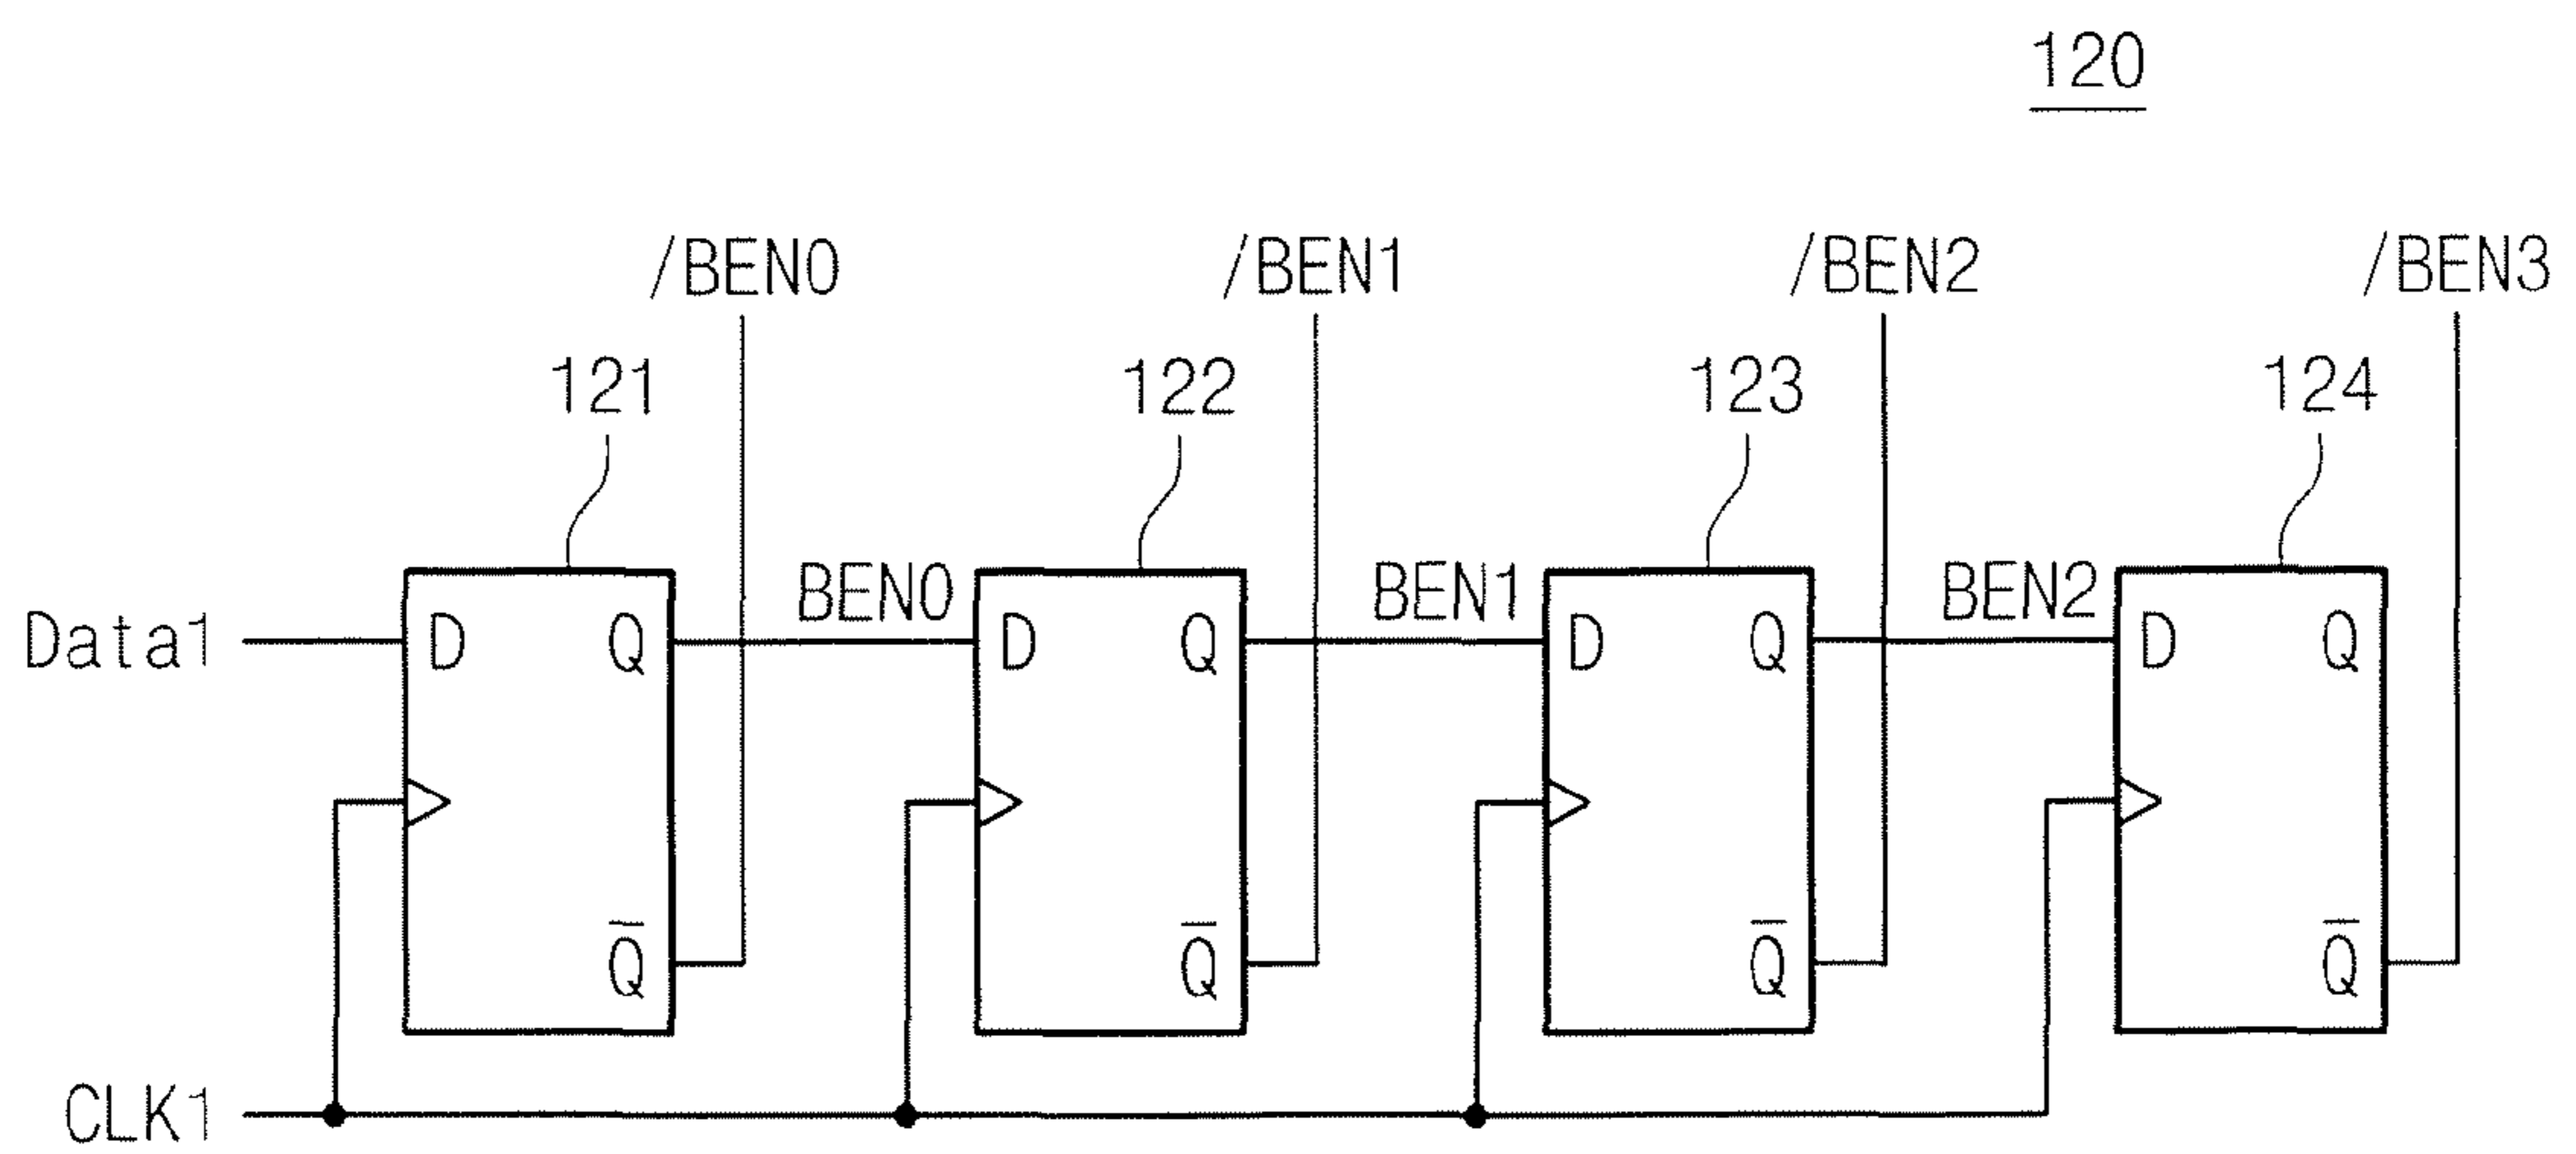 120
/BEN0 /BEN1 /BEN2 /BEN3
121 122 123 124
BEN0 BEN1 BEN2
Data1 D Q D Q D Q D Q
Q̅ Q̅ Q̅ Q̅
CLK1